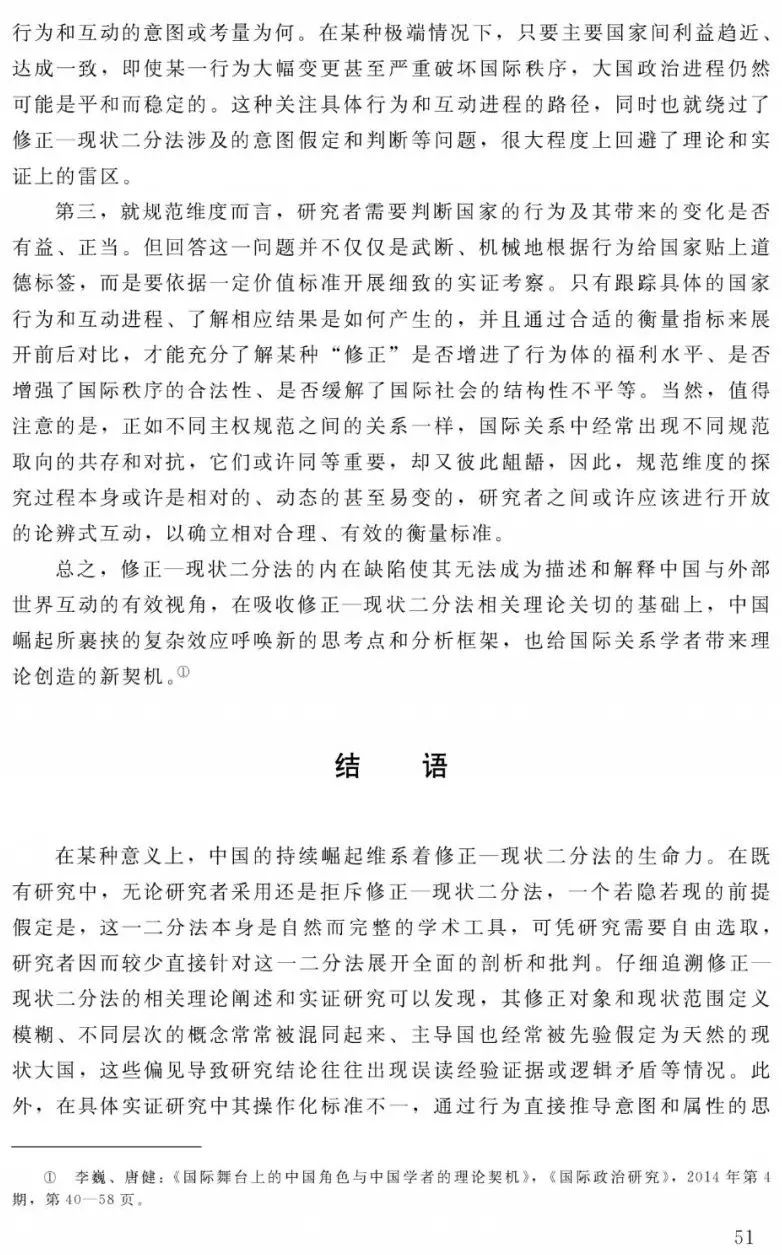 行为和互动的意图或考量为何。在某种极端情况下，只要主要国家间利益趋近、
达成一致，即使某一行为大幅变更甚至严重破坏国际秩序，大国政治进程仍然
可能是平和而稳定的。这种关注具体行为和互动进程的路径，同时也就绕过了
修正—现状二分法涉及的意图假定和判断等问题，很大程度上回避了理论和实
证上的雷区。
第三，就规范维度而言，研究者需要判断国家的行为及其带来的变化是否
有益、正当。但回答这一问题并不仅仅是武断、机械地根据行为给国家贴上道
德标签，而是要依据一定价值标准开展细致的实证考察。只有跟踪具体的国家
行为和互动进程、了解相应结果是如何产生的，并且通过合适的衡量指标来展
开前后对比，才能充分了解某种“修正”是否增进了行为体的福利水平、是否
增强了国际秩序的合法性、是否缓解了国际社会的结构性不平等。当然，值得
注意的是，正如不同主权规范之间的关系一样，国际关系中经常出现不同规范
取向的共存和对抗，它们或许同等重要，却又彼此龃龉，因此，规范维度的探
究过程本身或许是相对的、动态的甚至易变的，研究者之间或许应该进行开放
的论辨式互动，以确立相对合理、有效的衡量标准。
总之，修正—现状二分法的内在缺陷使其无法成为描述和解释中国与外部
世界互动的有效视角，在吸收修正—现状二分法相关理论关切的基础上，中国
崛起所裹挟的复杂效应呼唤新的思考点和分析框架，也给国际关系学者带来理
论创造的新契机。①
结 语
在某种意义上，中国的持续崛起维系着修正—现状二分法的生命力。在既
有研究中，无论研究者采用还是拒斥修正—现状二分法，一个若隐若现的前提
假定是，这一二分法本身是自然而完整的学术工具，可凭研究需要自由选取，
研究者因而较少直接针对这一二分法展开全面的剖析和批判。仔细追溯修正—
现状二分法的相关理论阐述和实证研究可以发现，其修正对象和现状范围定义
模糊、不同层次的概念常常被混同起来、主导国也经常被先验假定为天然的现
状大国，这些偏见导致研究结论往往出现误读经验证据或逻辑矛盾等情况。此
外，在具体实证研究中其操作化标准不一，通过行为直接推导意图和属性的思
① 李巍、唐健：《国际舞台上的中国角色与中国学者的理论契机》，《国际政治研究》，2014 年第 4
期，第 40—58 页。
51